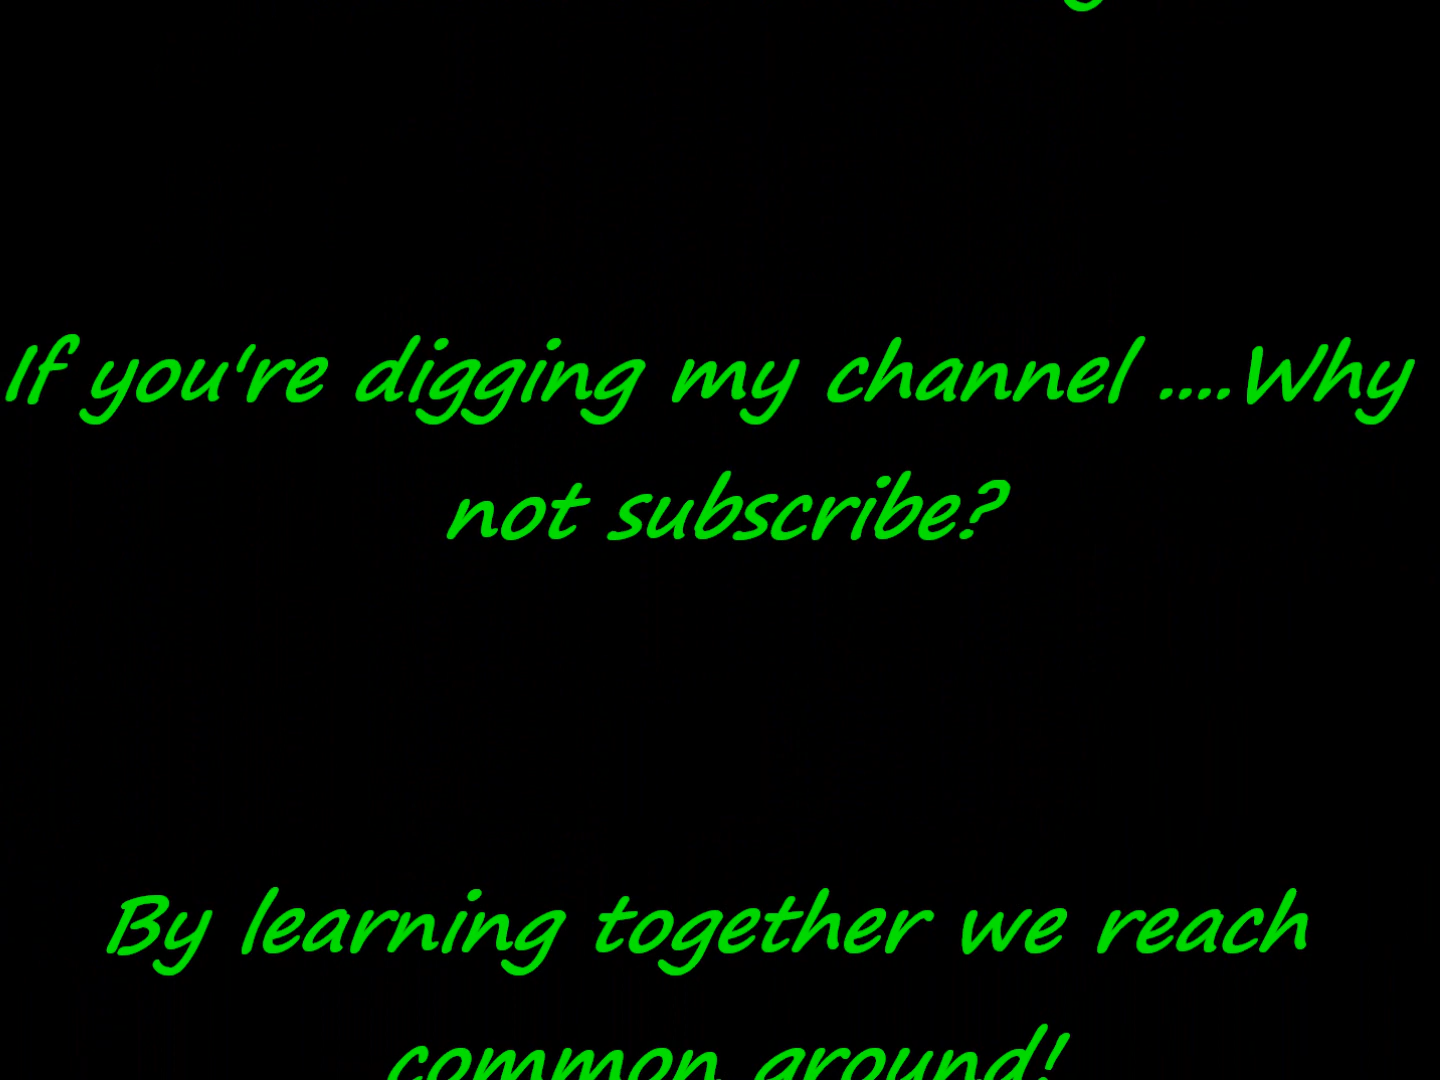 If you're digging my channel ....Why
not subscribe?
By learning together we reach
common ground!